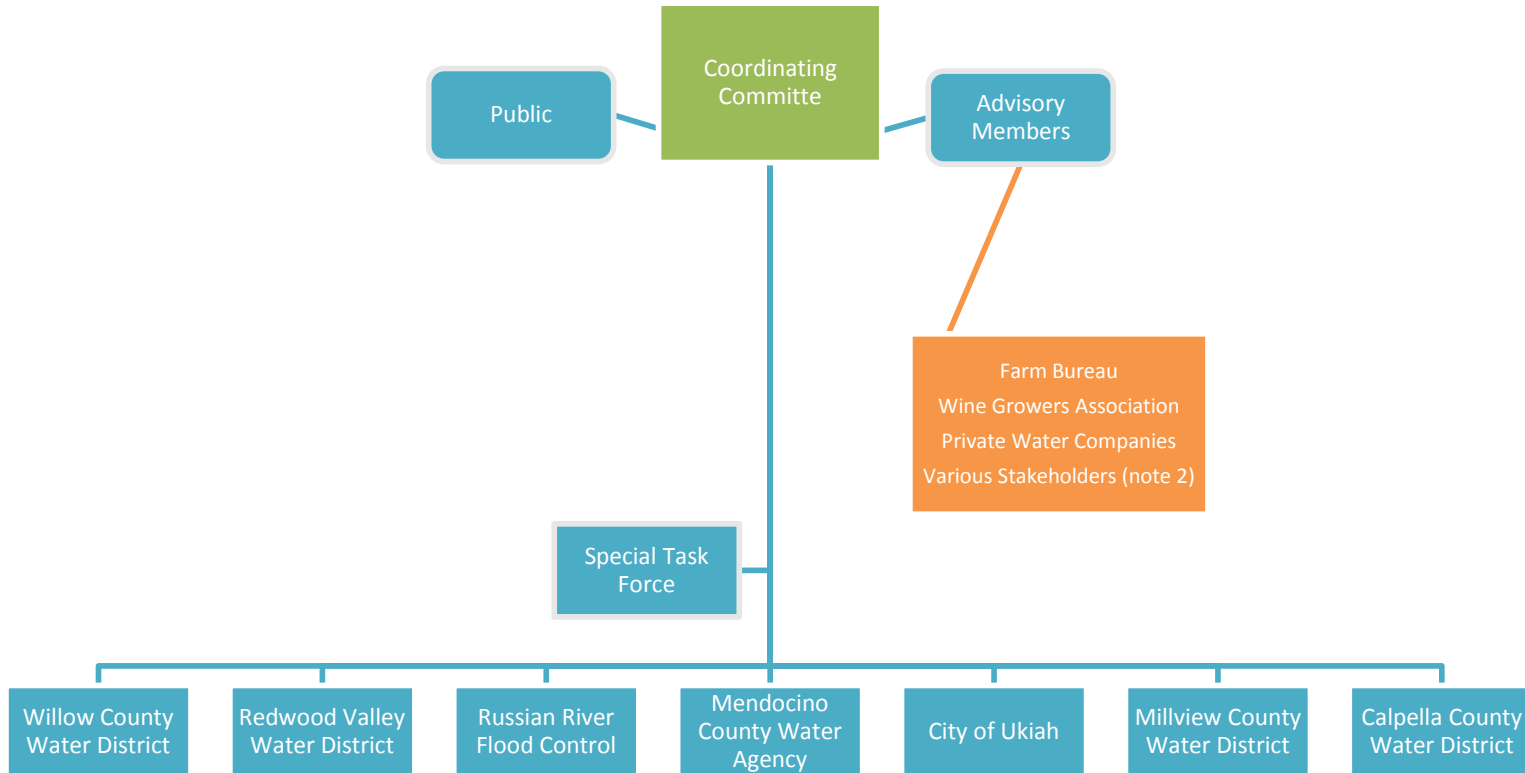 Coordinating
Committe
Public
Advisory
Members
Farm Bureau
Wine Growers Association
Private Water Companies
Various Stakeholders (note 2)
Special Task
Force
Willow County
Water District
Redwood Valley
Water District
Russian River
Flood Control
Mendocino
County Water
Agency
City of Ukiah
Millview County
Water District
Calpella County
Water District